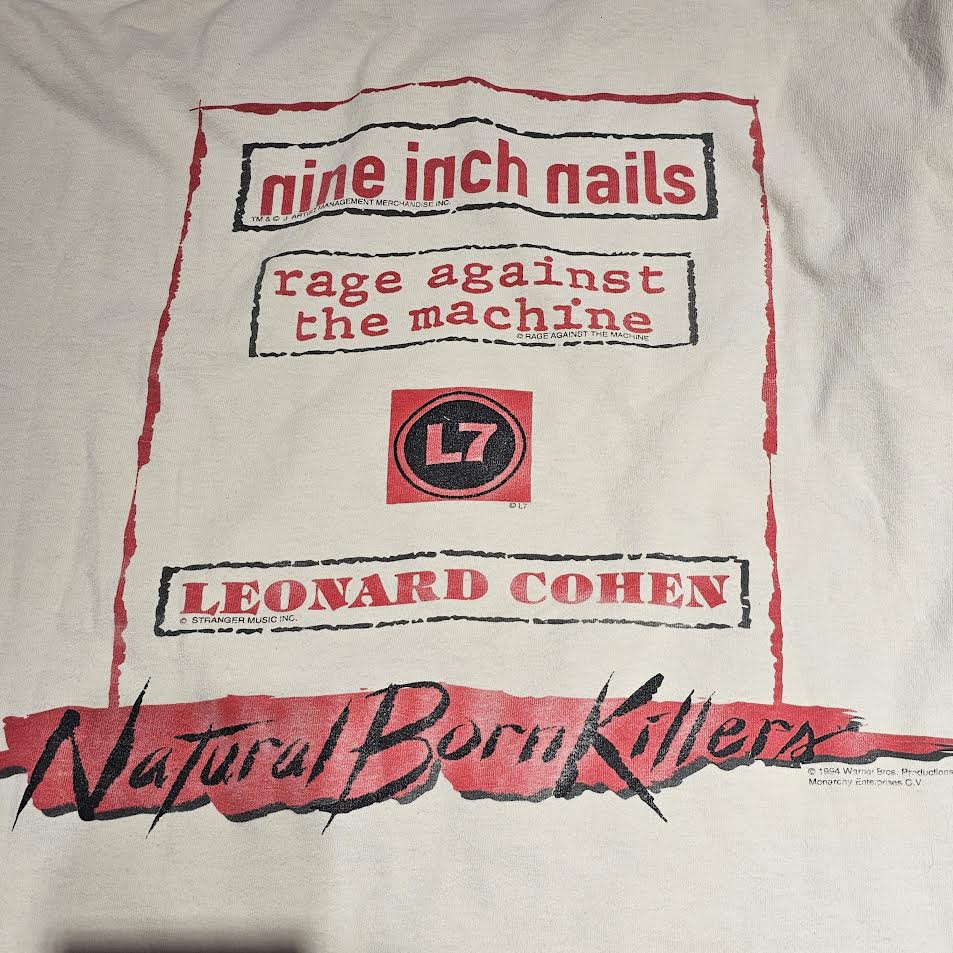 nine inch nails
TM & © J. ARTIST MANAGEMENT MERCHANDISE INC.
rage against
the machine
© RAGE AGAINST THE MACHINE
L7
© L7
LEONARD COHEN
© STRANGER MUSIC INC.
Natural Born Killers
© 1994 Warner Bros. Productions
Monarchy Enterprises C.V.